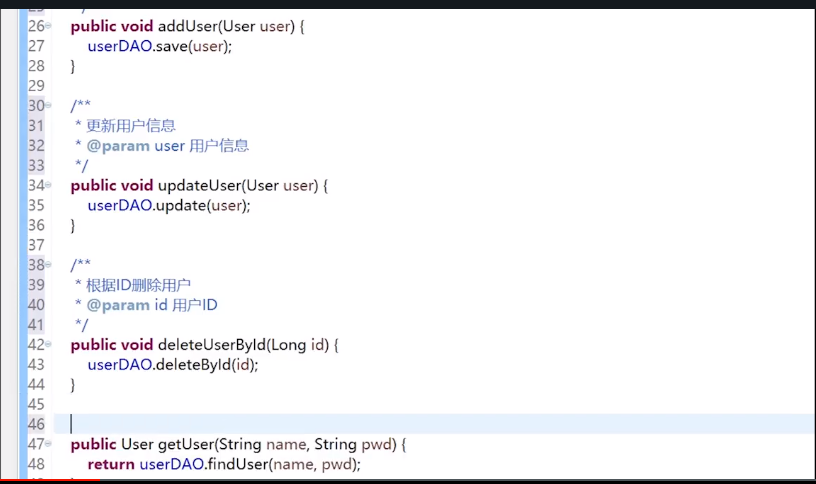 26 public void addUser(User user) {
27 userDAO.save(user);
28 }
29
30 /**
31 * 更新用户信息
32 * @param user 用户信息
33 */
34 public void updateUser(User user) {
35 userDAO.update(user);
36 }
37
38 /**
39 * 根据ID删除用户
40 * @param id 用户ID
41 */
42 public void deleteUserById(Long id) {
43 userDAO.deleteById(id);
44 }
45
46
47 public User getUser(String name, String pwd) {
48 return userDAO.findUser(name, pwd);